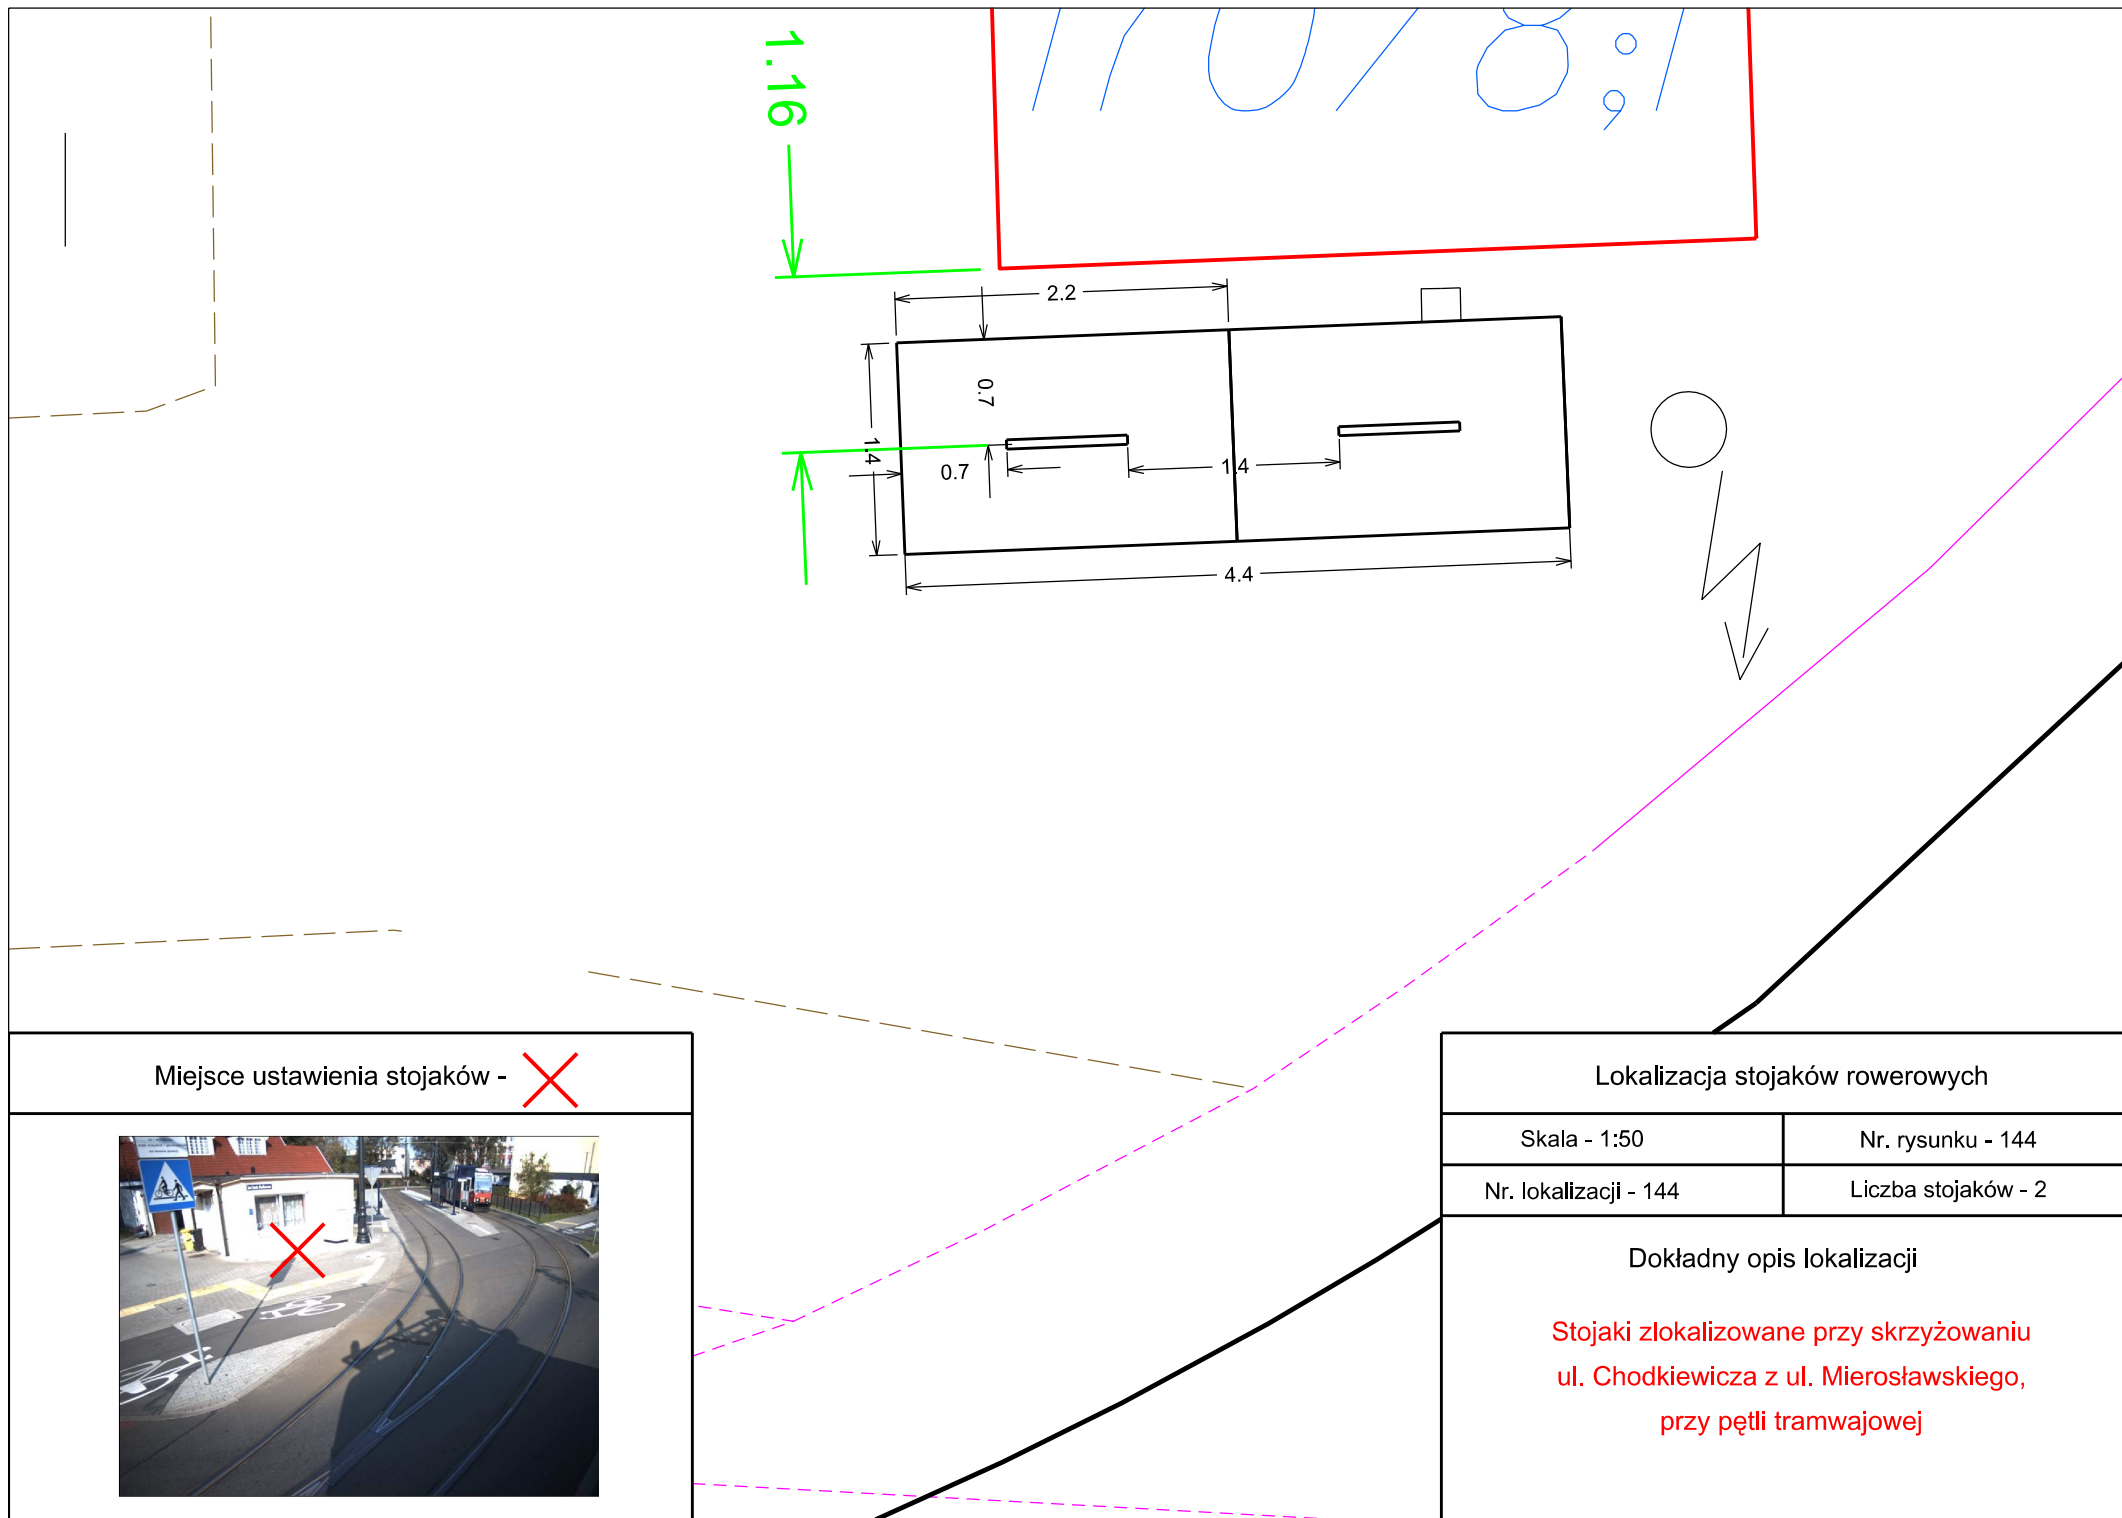 1.16
2.2
0.7
1.4
0.7
1.4
4.4
Miejsce ustawienia stojaków -
Lokalizacja stojaków rowerowych
Skala - 1:50
Nr. rysunku - 144
Nr. lokalizacji - 144
Liczba stojaków - 2
Dokładny opis lokalizacji
Stojaki zlokalizowane przy skrzyżowaniu
ul. Chodkiewicza z ul. Mierosławskiego,
przy pętli tramwajowej